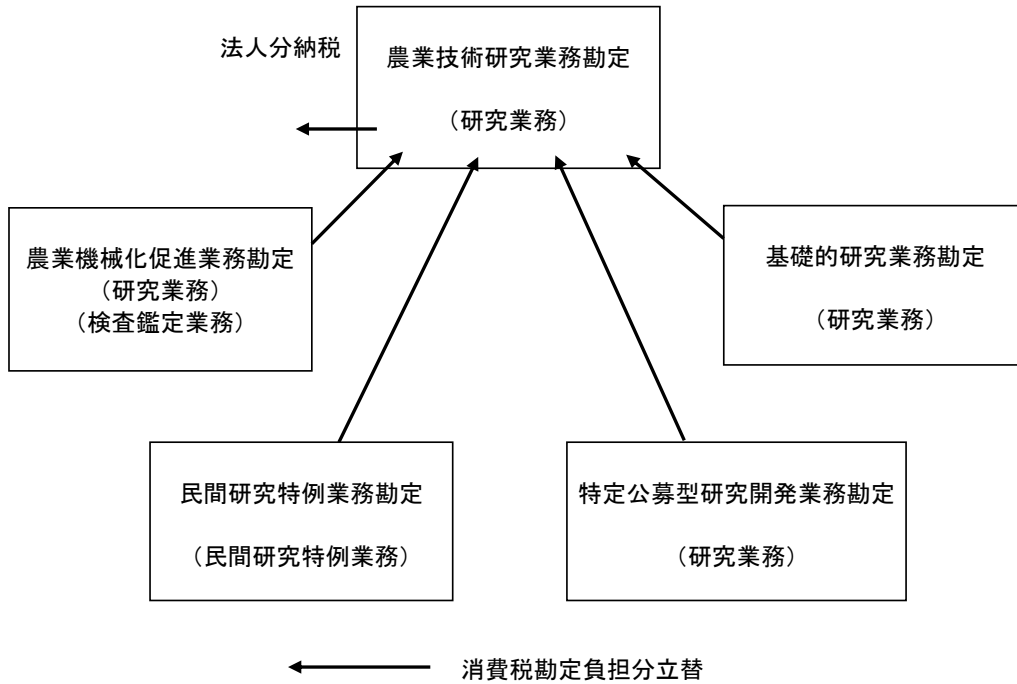 法人分納税
農業技術研究業務勘定
（研究業務）
農業機械化促進業務勘定
（研究業務）
（検査鑑定業務）
基礎的研究業務勘定
（研究業務）
民間研究特例業務勘定
（民間研究特例業務）
特定公募型研究開発業務勘定
（研究業務）
消費税勘定負担分立替